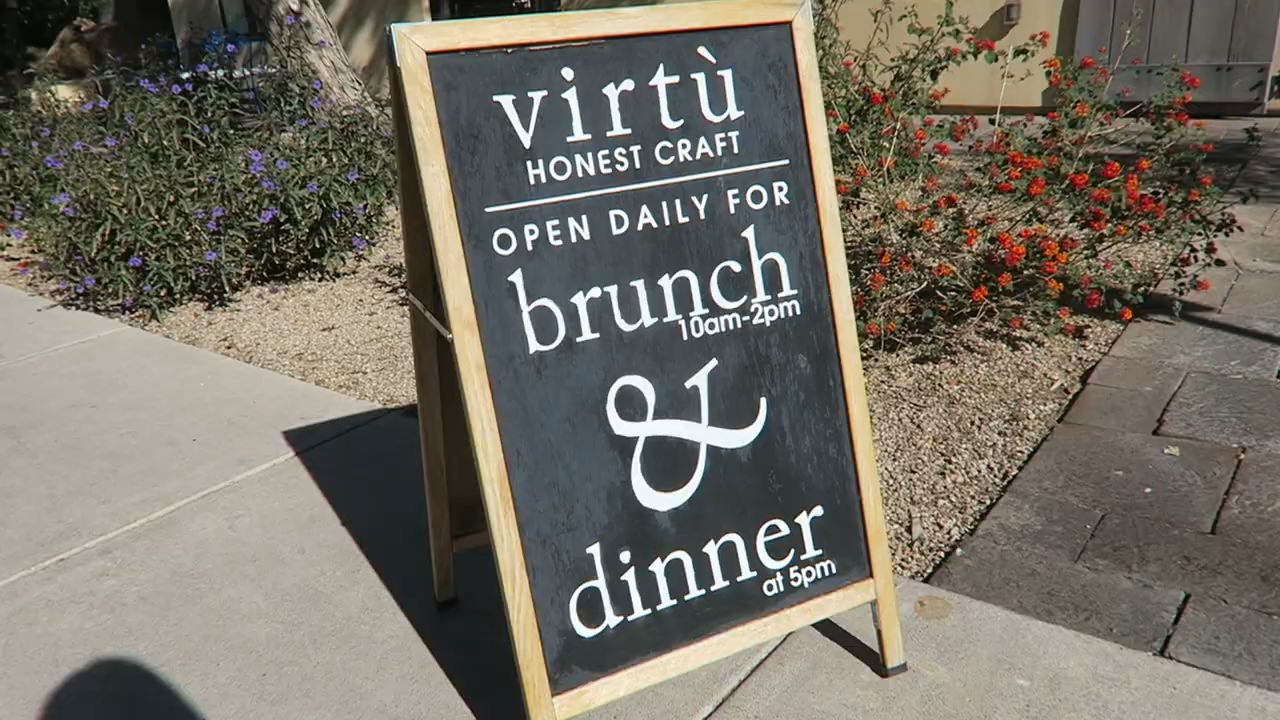 virtù
HONEST CRAFT
OPEN DAILY FOR
brunch
10am-2pm
&
dinner
at 5pm